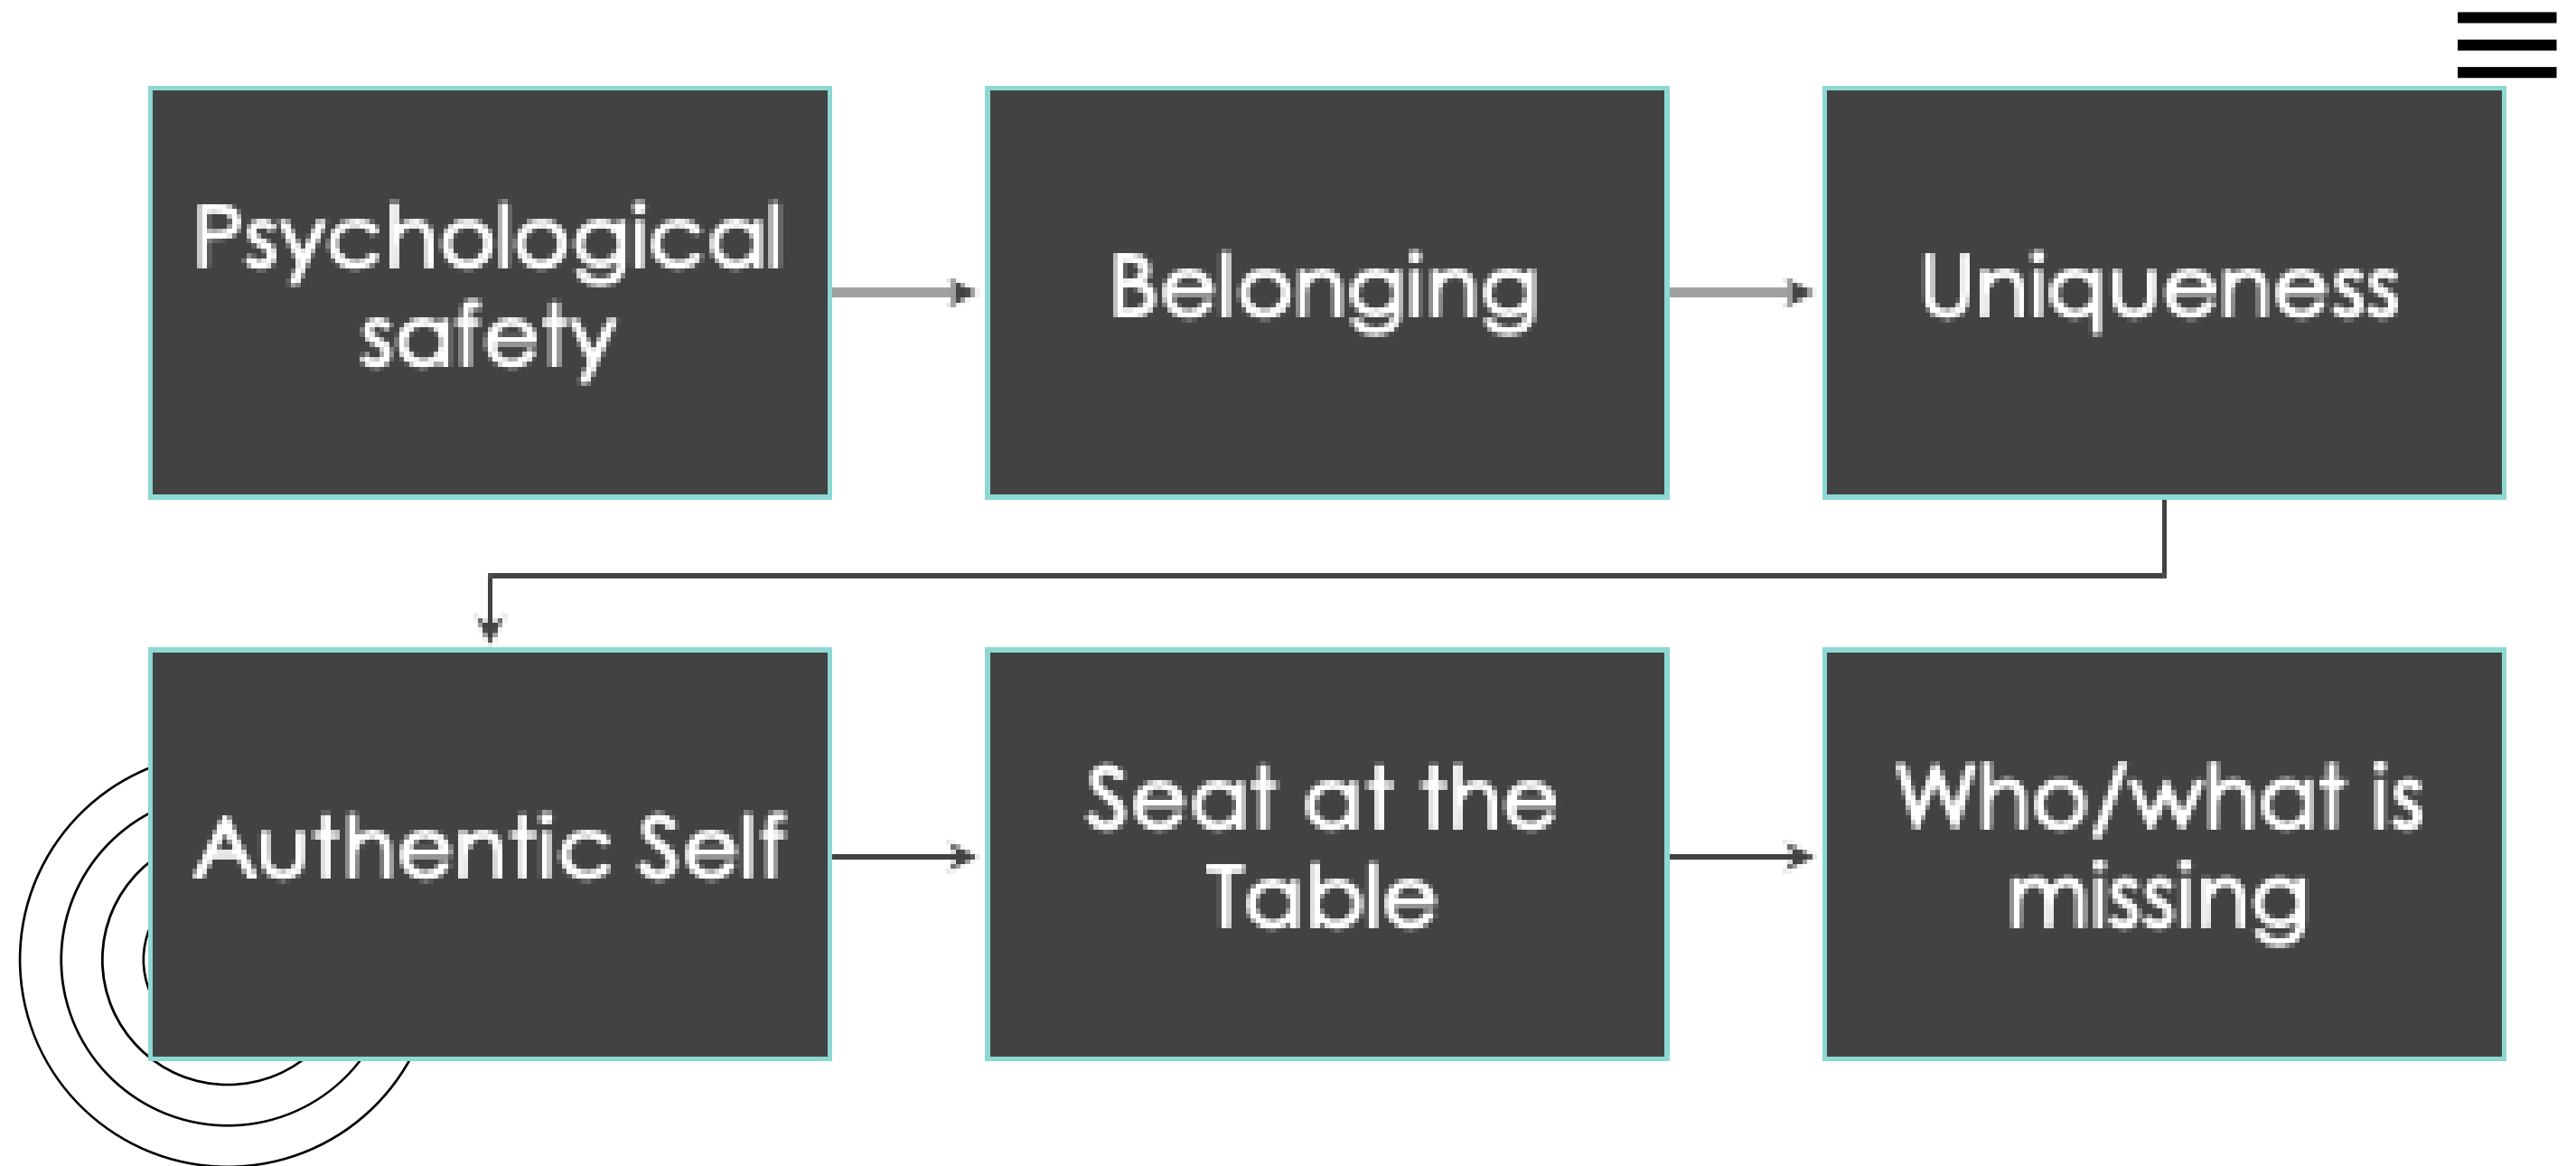 Psychological
safety
Belonging
Uniqueness
Authentic Self
Seat at the
Table
Who/what is
missing